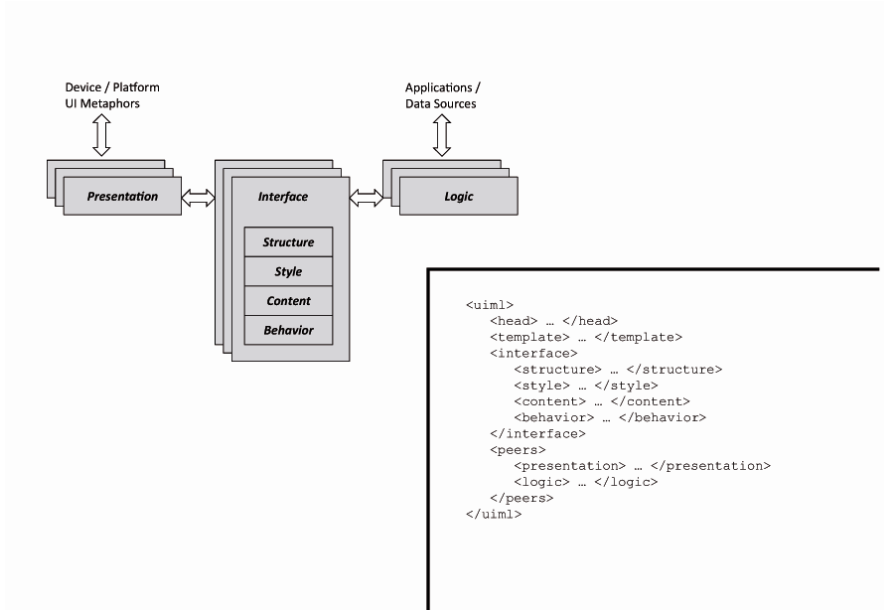 Device / Platform
UI Metaphors
Applications /
Data Sources
Presentation
Interface
Logic
Structure
Style
Content
Behavior
<uiml>
<head> … </head>
<template> … </template>
<interface>
<structure> … </structure>
<style> … </style>
<content> … </content>
<behavior> … </behavior>
</interface>
<peers>
<presentation> … </presentation>
<logic> … </logic>
</peers>
</uiml>